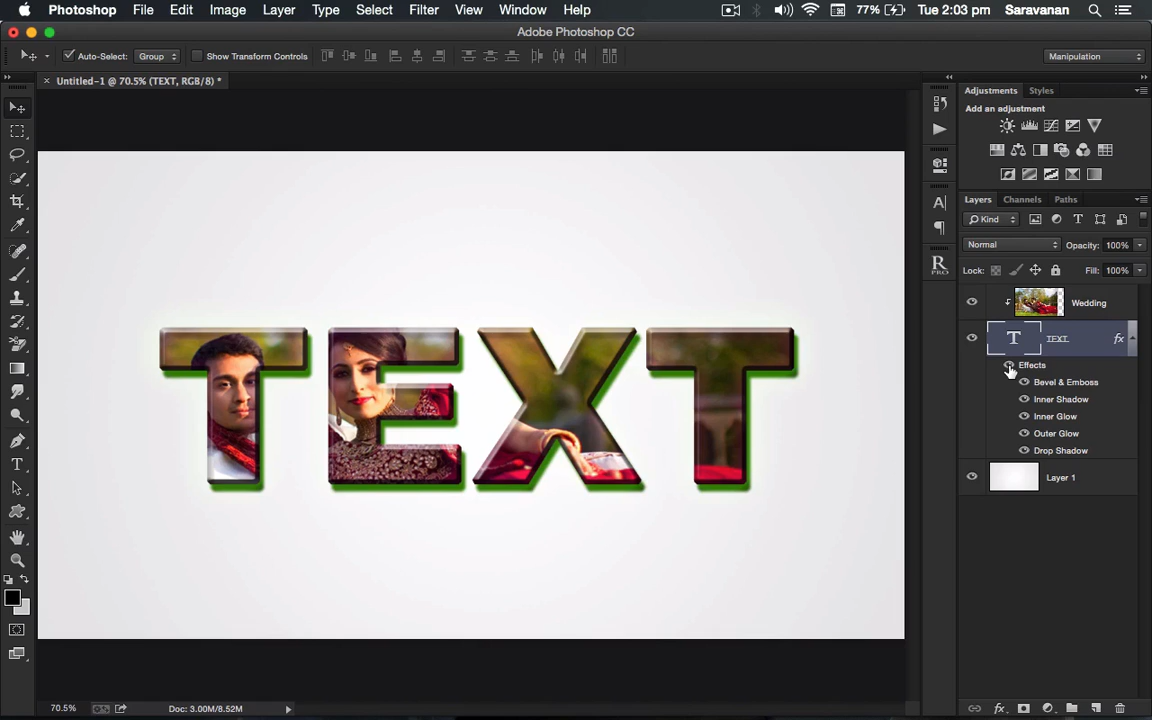 Photoshop File Edit Image Layer Type Select Filter View Window Help 77% Tue 2:03 pm Saravanan
Adobe Photoshop CC
Auto-Select: Group Show Transform Controls Manipulation
× Untitled-1 @ 70.5% (TEXT, RGB/8) *
Adjustments Styles
Add an adjustment
Layers Channels Paths
Kind T
Normal Opacity: 100%
Lock: Fill: 100%
Wedding
T TEXT fx
Effects
Bevel & Emboss
Inner Shadow
Inner Glow
Outer Glow
Drop Shadow
Layer 1
A
R
PRO
T
TEXT
70.5% Doc: 3.00M/8.52M
fx